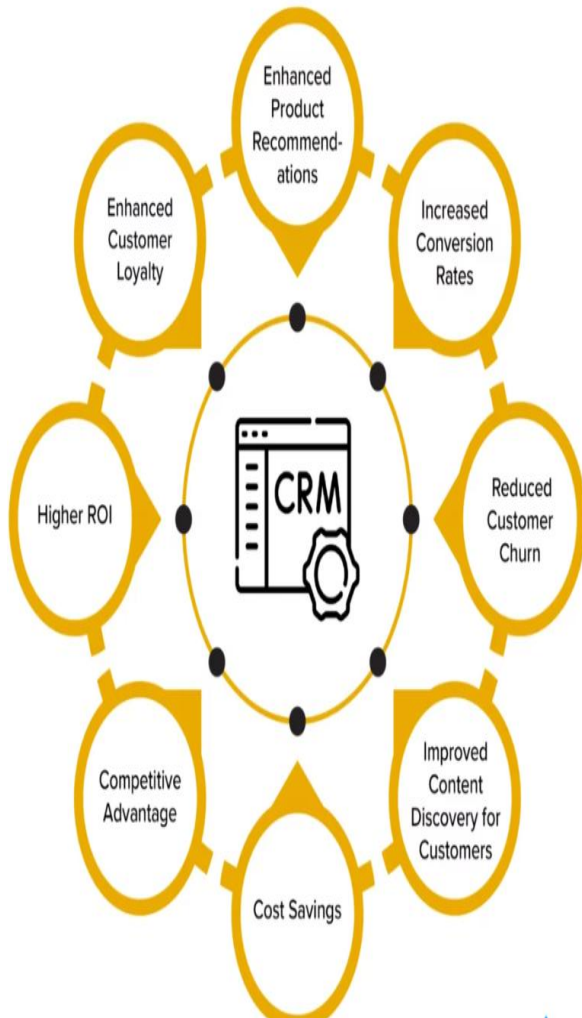 Enhanced
Product
Recommend-
ations
Increased
Conversion
Rates
Reduced
Customer
Churn
Improved
Content
Discovery for
Customers
Cost Savings
Competitive
Advantage
Higher ROI
Enhanced
Customer
Loyalty
CRM